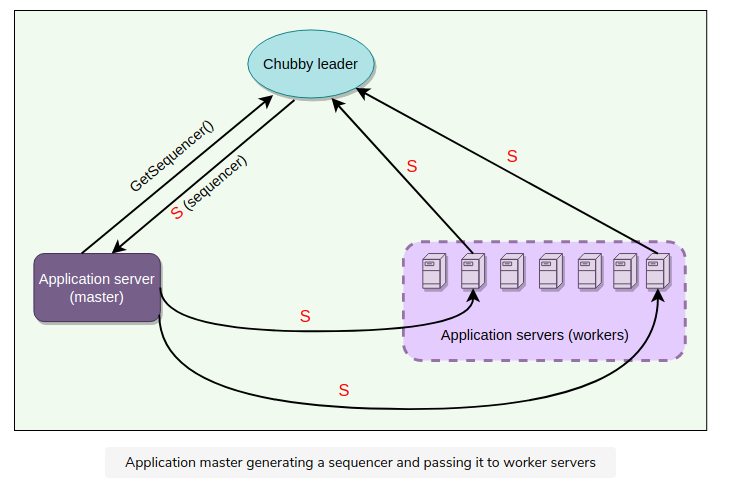 Chubby leader
GetSequencer()
S (sequencer)
S
S
Application server
(master)
S
Application servers (workers)
S
Application master generating a sequencer and passing it to worker servers